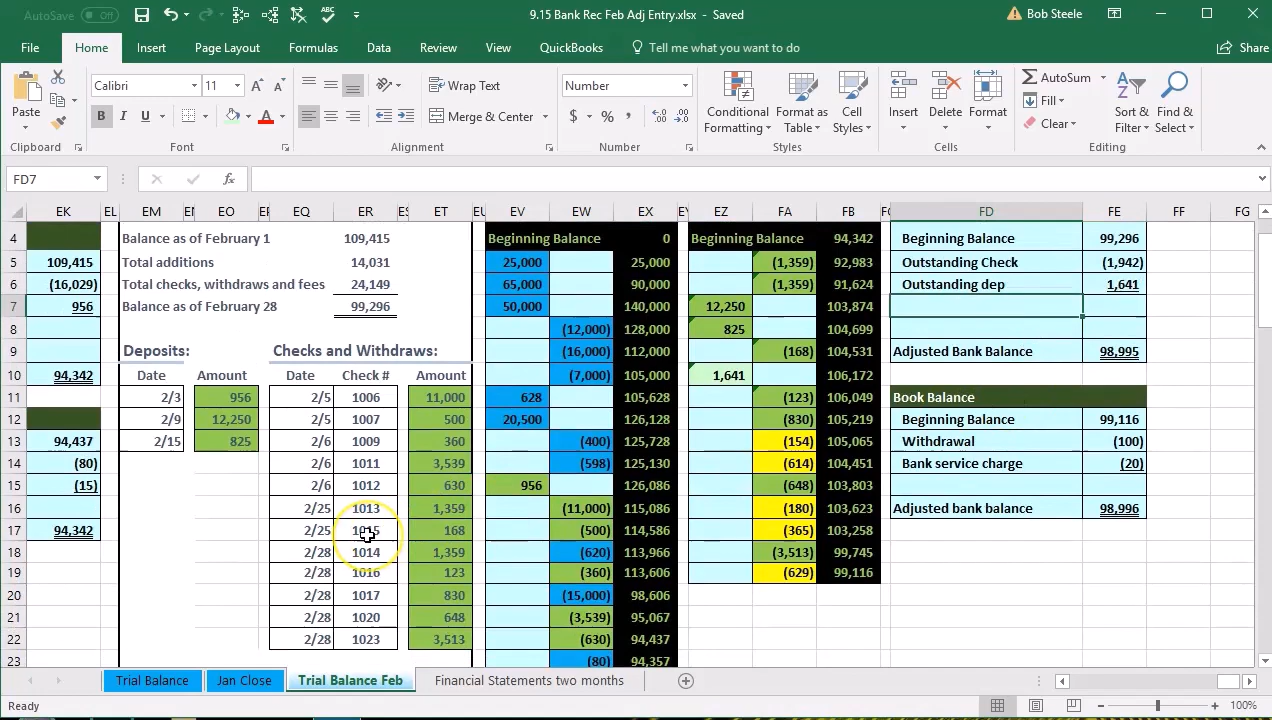 AutoSave Off 9.15 Bank Rec Feb Adj Entry.xlsx - Saved Bob Steele
File Home Insert Page Layout Formulas Data Review View QuickBooks Tell me what you want to do Share
Paste Calibri 11 Wrap Text Number Conditional Formatting Format as Table Cell Styles Insert Delete Format AutoSum Fill Clear Sort & Filter Find & Select
B I U Merge & Center $ %
Clipboard Font Alignment Number Styles Cells Editing
FD7 fx
EK EL EM EO EQ ER ET EV EW EX EZ FA FB FD FE FF FG
4 Balance as of February 1 109,415 Beginning Balance 0 Beginning Balance 94,342 Beginning Balance 99,296
5 109,415 Total additions 14,031 25,000 25,000 (1,359) 92,983 Outstanding Check (1,942)
6 (16,029) Total checks, withdraws and fees 24,149 65,000 90,000 (1,359) 91,624 Outstanding dep 1,641
7 956 Balance as of February 28 99,296 50,000 140,000 12,250 103,874
8 (12,000) 128,000 825 104,699
9 Deposits: Checks and Withdraws: (16,000) 112,000 (168) 104,531 Adjusted Bank Balance 98,995
10 94,342 Date Amount Date Check # Amount (7,000) 105,000 1,641 106,172
11 2/3 956 2/5 1006 11,000 628 105,628 (123) 106,049 Book Balance
12 2/9 12,250 2/5 1007 500 20,500 126,128 (830) 105,219 Beginning Balance 99,116
13 94,437 2/15 825 2/6 1009 360 (400) 125,728 (154) 105,065 Withdrawal (100)
14 (80) 2/6 1011 3,539 (598) 125,130 (614) 104,451 Bank service charge (20)
15 (15) 2/6 1012 630 956 126,086 (648) 103,803
16 2/25 1013 1,359 (11,000) 115,086 (180) 103,623 Adjusted bank balance 98,996
17 94,342 2/25 1015 168 (500) 114,586 (365) 103,258
18 2/28 1014 1,359 (620) 113,966 (3,513) 99,745
19 2/28 1016 123 (360) 113,606 (629) 99,116
20 2/28 1017 830 (15,000) 98,606
21 2/28 1020 648 (3,539) 95,067
22 2/28 1023 3,513 (630) 94,437
23 (80) 94,357
Trial Balance Jan Close Trial Balance Feb Financial Statements two months
Ready 100%